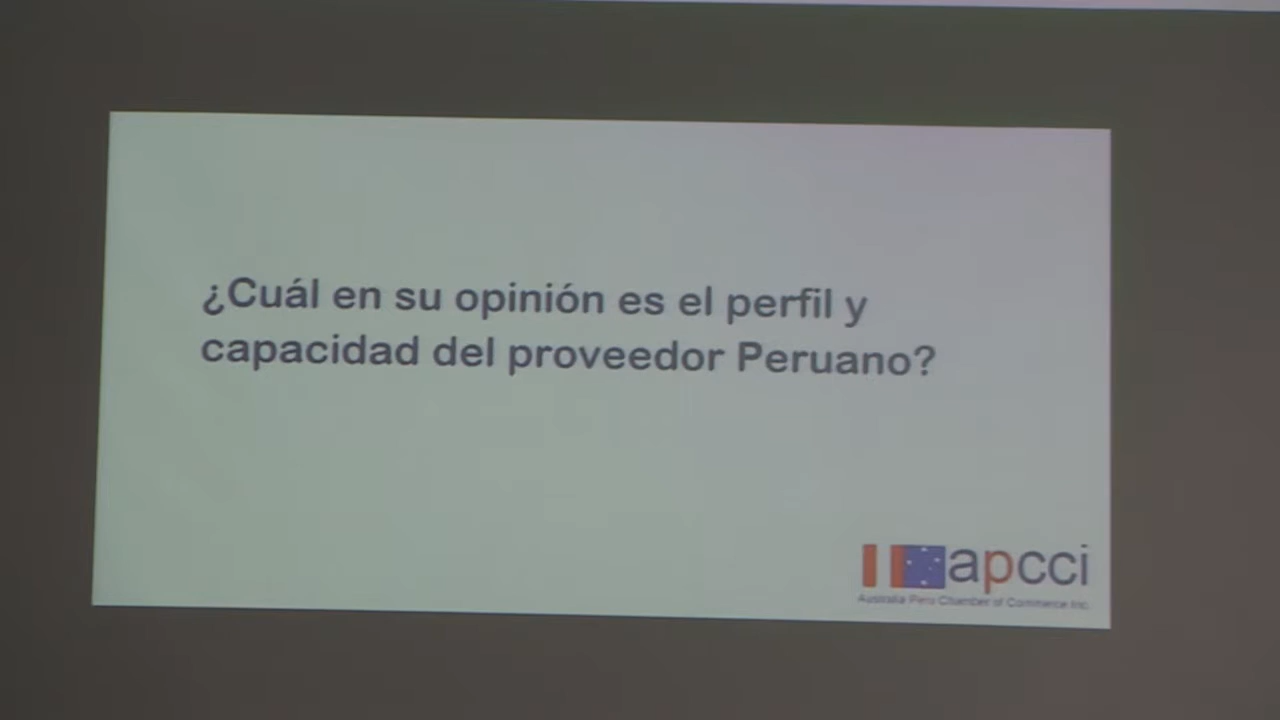 ¿Cuál en su opinión es el perfil y
capacidad del proveedor Peruano?
apcci
Australia Peru Chamber of Commerce Inc.